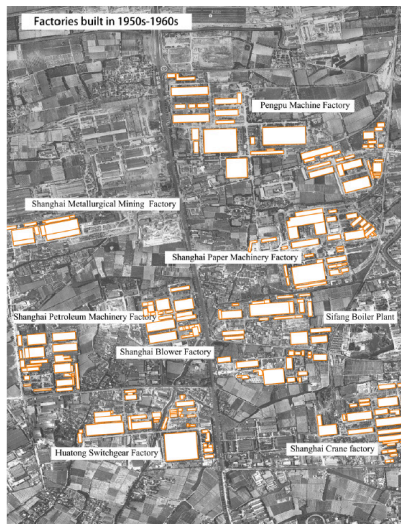 Factories built in 1950s-1960s
Pengpu Machine Factory
Shanghai Metallurgical Mining Factory
Shanghai Paper Machinery Factory
Shanghai Petroleum Machinery Factory
Sifang Boiler Plant
Shanghai Blower Factory
Huatong Switchgear Factory
Shanghai Crane factory